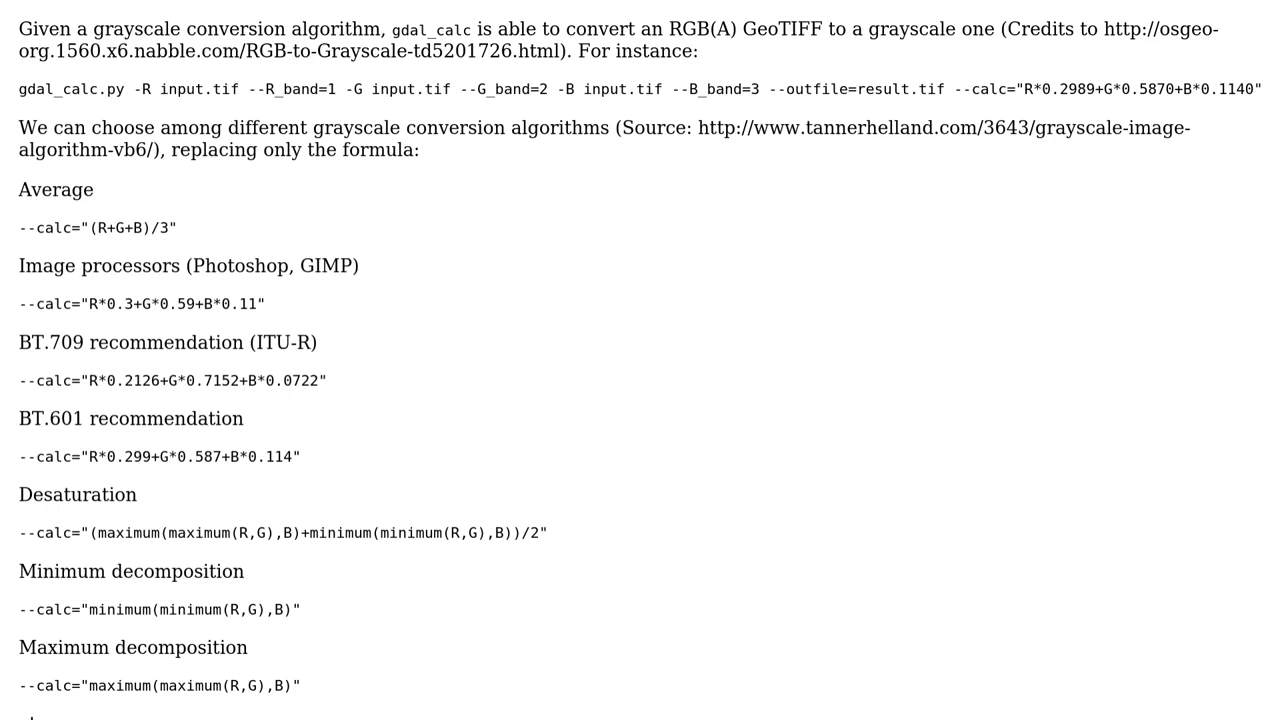 Given a grayscale conversion algorithm, gdal_calc is able to convert an RGB(A) GeoTIFF to a grayscale one (Credits to http://osgeo-
org.1560.x6.nabble.com/RGB-to-Grayscale-td5201726.html). For instance:
gdal_calc.py -R input.tif --R_band=1 -G input.tif --G_band=2 -B input.tif --B_band=3 --outfile=result.tif --calc="R*0.2989+G*0.5870+B*0.1140"
We can choose among different grayscale conversion algorithms (Source: http://www.tannerhelland.com/3643/grayscale-image-
algorithm-vb6/), replacing only the formula:
Average
--calc="(R+G+B)/3"
Image processors (Photoshop, GIMP)
--calc="R*0.3+G*0.59+B*0.11"
BT.709 recommendation (ITU-R)
--calc="R*0.2126+G*0.7152+B*0.0722"
BT.601 recommendation
--calc="R*0.299+G*0.587+B*0.114"
Desaturation
--calc="(maximum(maximum(R,G),B)+minimum(minimum(R,G),B))/2"
Minimum decomposition
--calc="minimum(minimum(R,G),B)"
Maximum decomposition
--calc="maximum(maximum(R,G),B)"